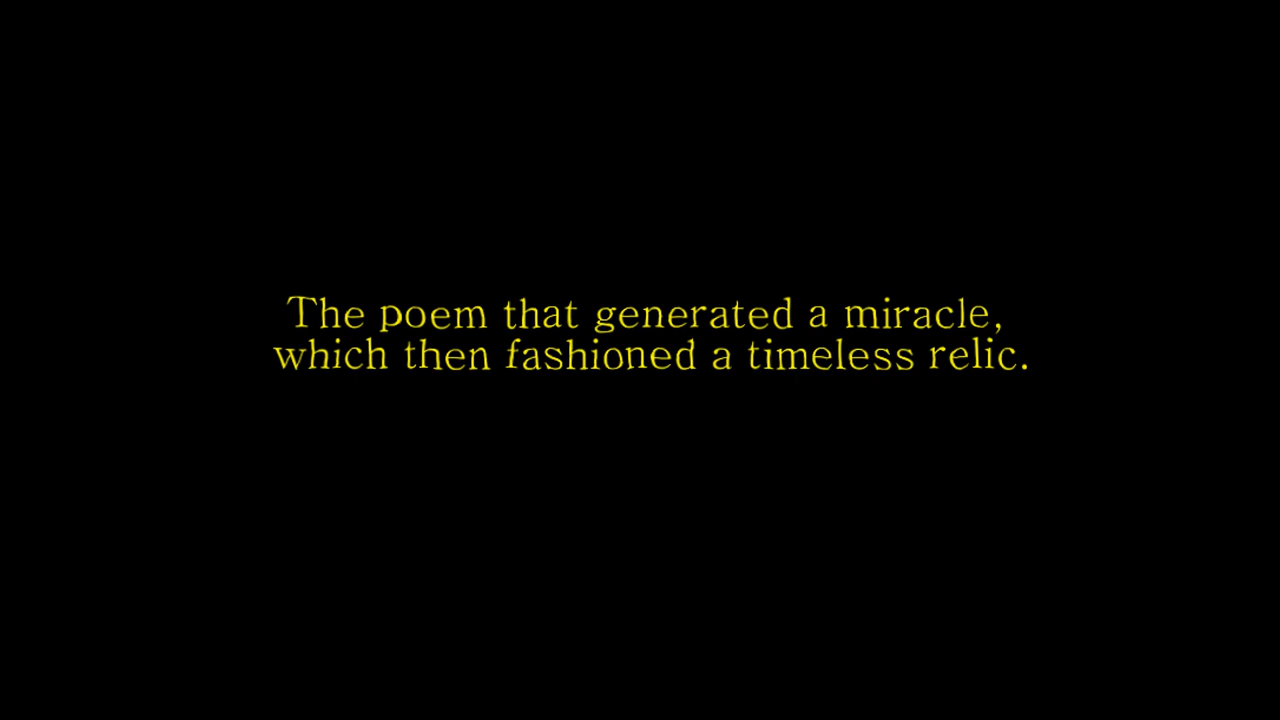 The poem that generated a miracle,
which then fashioned a timeless relic.